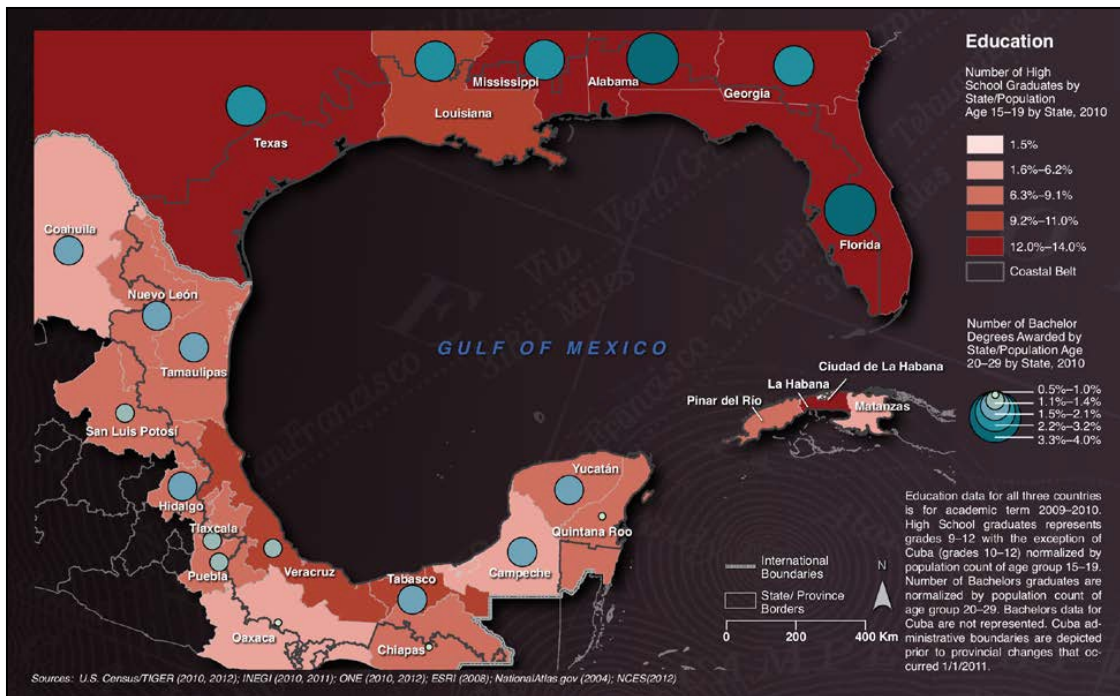 Education
Number of High
School Graduates by
State/Population
Age 15–19 by State, 2010
1.5%
1.6%–6.2%
6.3%–9.1%
9.2%–11.0%
12.0%–14.0%
Coastal Belt
Number of Bachelor
Degrees Awarded by
State/Population Age
20–29 by State, 2010
0.5%–1.0%
1.1%–1.4%
1.5%–2.1%
2.2%–3.2%
3.3%–4.0%
Education data for all three countries
is for academic term 2009–2010.
High School graduates represents
grades 9–12 with the exception of
Cuba (grades 10–12) normalized by
population count of age group 15–19.
Number of Bachelors graduates are
normalized by population count of
age group 20–29. Bachelors data for
Cuba are not represented. Cuba ad-
ministrative boundaries are depicted
prior to provincial changes that oc-
curred 1/1/2011.
Texas
Louisiana
Mississippi
Alabama
Georgia
Florida
Coahuila
Nuevo León
Tamaulipas
San Luis Potosí
Hidalgo
Tlaxcala
Puebla
Veracruz
Oaxaca
Tabasco
Chiapas
Campeche
Yucatán
Quintana Roo
GULF OF MEXICO
Ciudad de La Habana
La Habana
Pinar del Río
Matanzas
International
Boundaries
State/ Province
Borders
N
0 200 400 Km
Sources: U.S. Census/TIGER (2010, 2012); INEGI (2010, 2011); ONE (2010, 2012); ESRI (2008); NationalAtlas.gov (2004); NCES(2012)